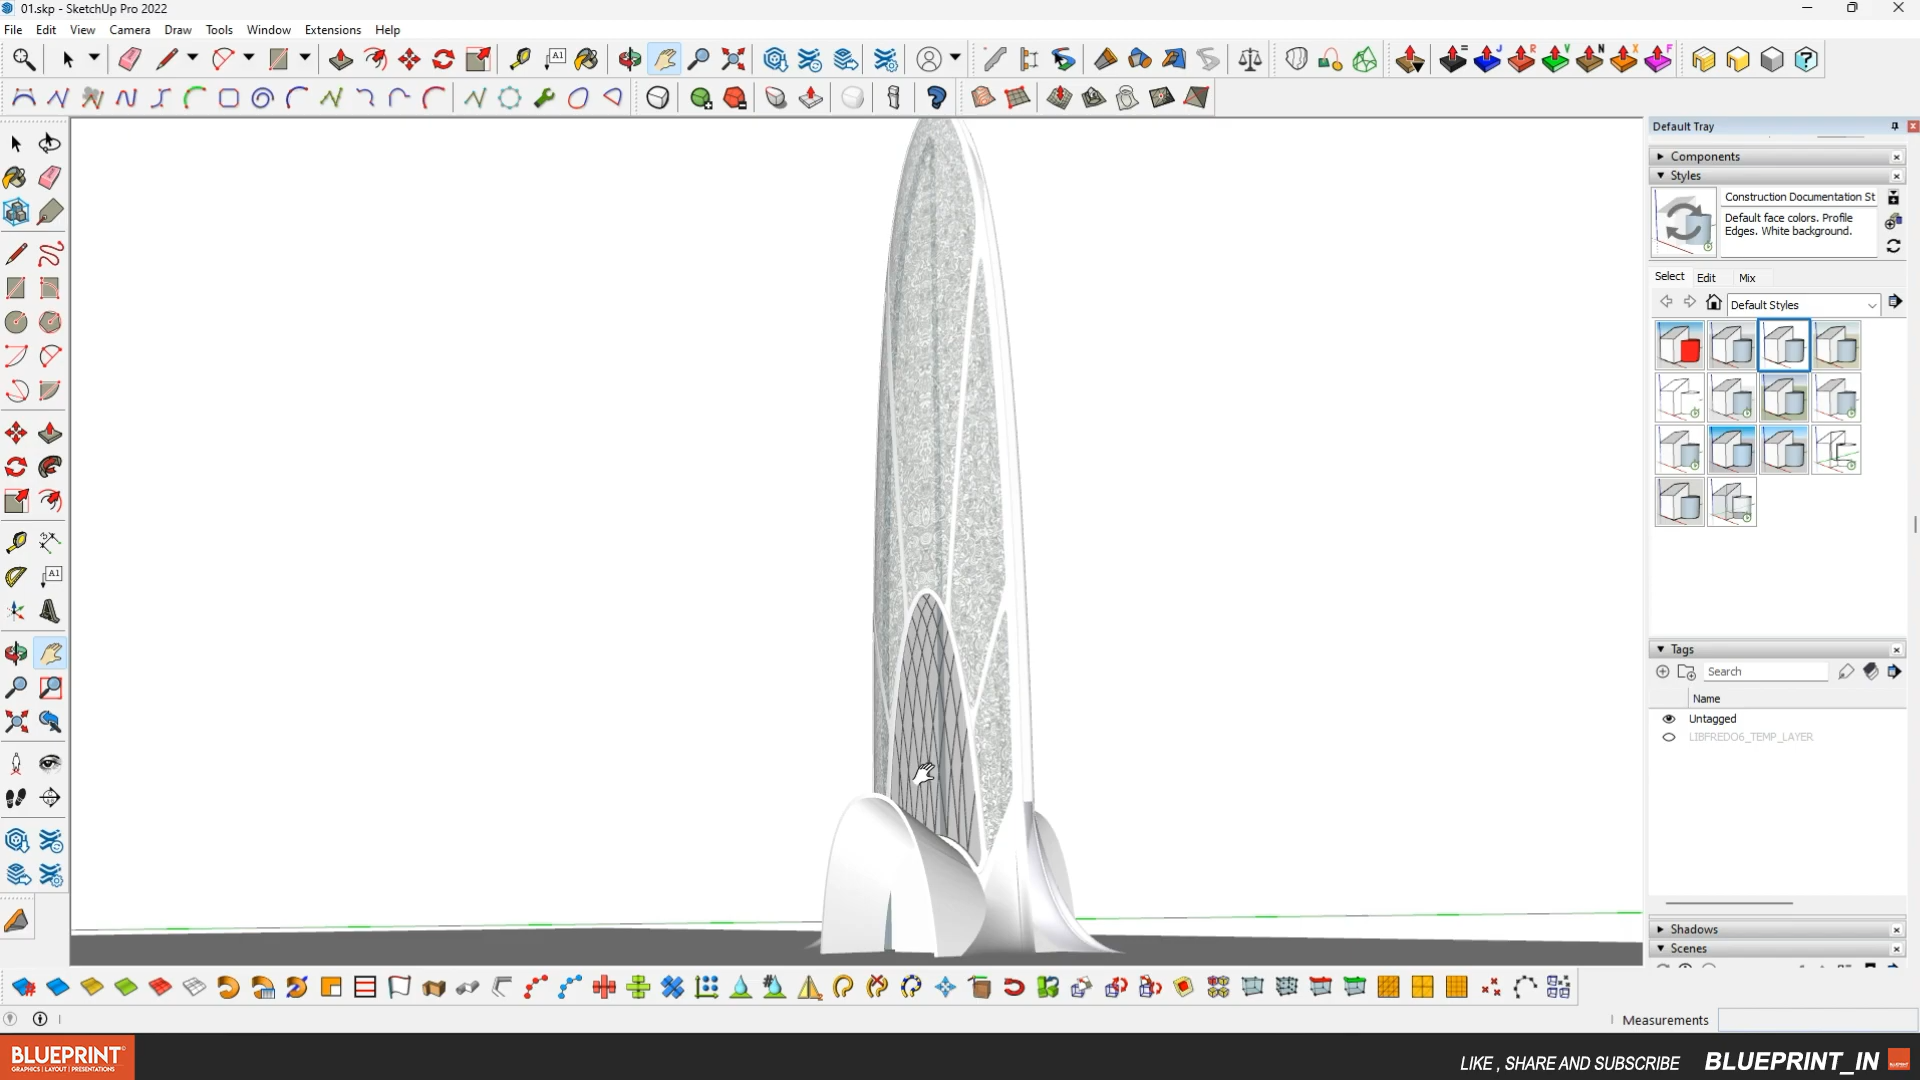 01.skp - SketchUp Pro 2022
File Edit View Camera Draw Tools Window Extensions Help
Default Tray
Components
Styles
Construction Documentation St
Default face colors. Profile
Edges. White background.
Select Edit Mix
Default Styles
Tags
Search
Name
Untagged
LIBFREDO6_TEMP_LAYER
Shadows
Scenes
Measurements
BLUEPRINT
GRAPHICS | LAYOUT | PRESENTATIONS
LIKE , SHARE AND SUBSCRIBE BLUEPRINT_IN